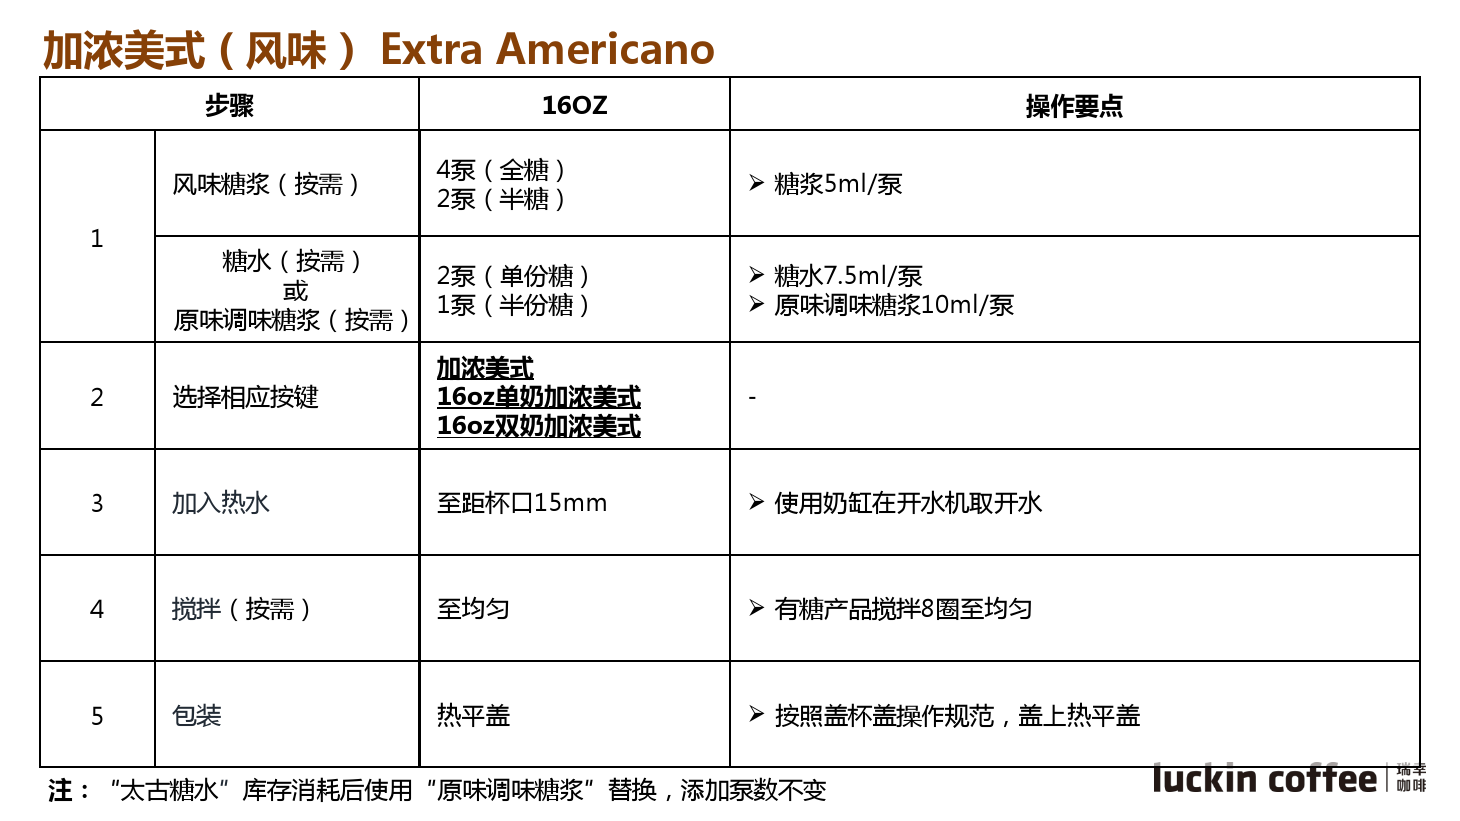 加浓美式（风味） Extra Americano
步骤
16OZ
操作要点
1
风味糖浆（按需）
4泵（全糖）
2泵（半糖）
➢ 糖浆5ml/泵
糖水（按需）
或
原味调味糖浆（按需）
2泵（单份糖）
1泵（半份糖）
➢ 糖水7.5ml/泵
➢ 原味调味糖浆10ml/泵
2
选择相应按键
加浓美式
16oz单奶加浓美式
16oz双奶加浓美式
-
3
加入热水
至距杯口15mm
➢ 使用奶缸在开水机取开水
4
搅拌（按需）
至均匀
➢ 有糖产品搅拌8圈至均匀
5
包装
热平盖
➢ 按照盖杯盖操作规范，盖上热平盖
注：“太古糖水”库存消耗后使用“原味调味糖浆”替换，添加泵数不变
luckin coffee
瑞幸
咖啡